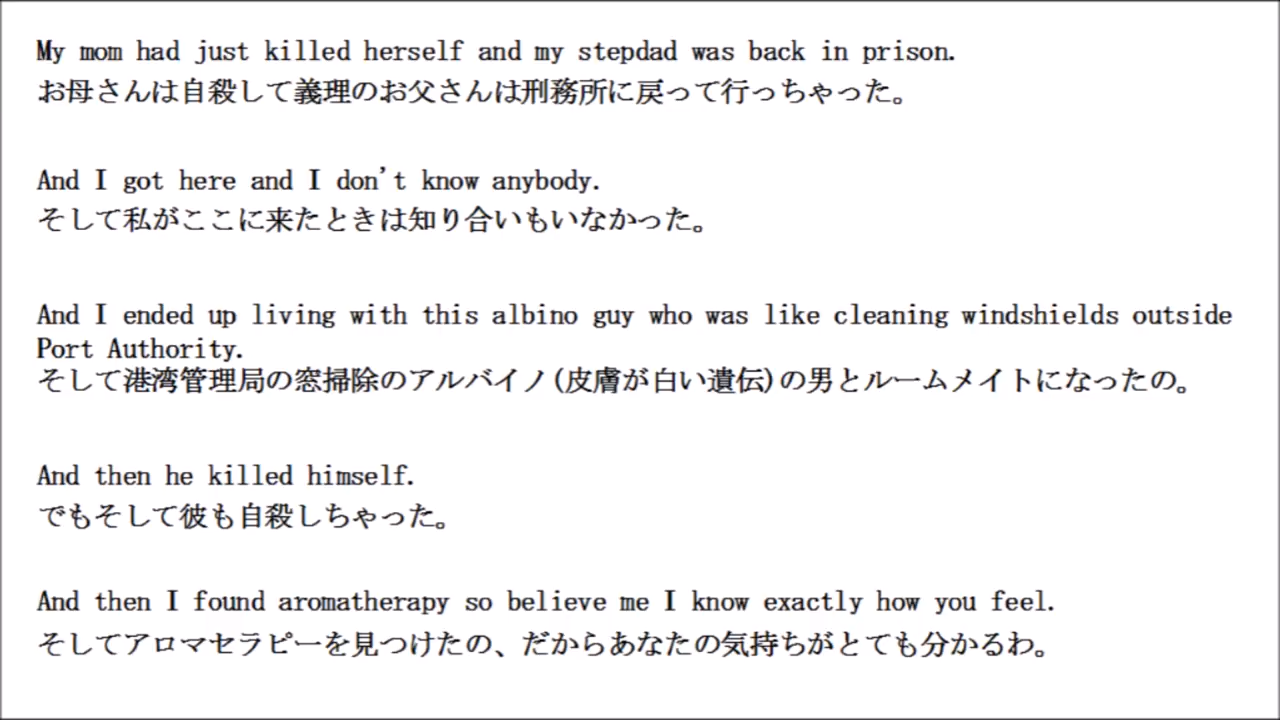 My mom had just killed herself and my stepdad was back in prison.
お母さんは自殺して義理のお父さんは刑務所に戻って行っちゃった。
And I got here and I don't know anybody.
そして私がここに来たときは知り合いもいなかった。
And I ended up living with this albino guy who was like cleaning windshields outside
Port Authority.
そして港湾管理局の窓掃除のアルバイノ(皮膚が白い遺伝)の男とルームメイトになったの。
And then he killed himself.
でもそして彼も自殺しちゃった。
And then I found aromatherapy so believe me I know exactly how you feel.
そしてアロマセラピーを見つけたの、だからあなたの気持ちがとても分かるわ。